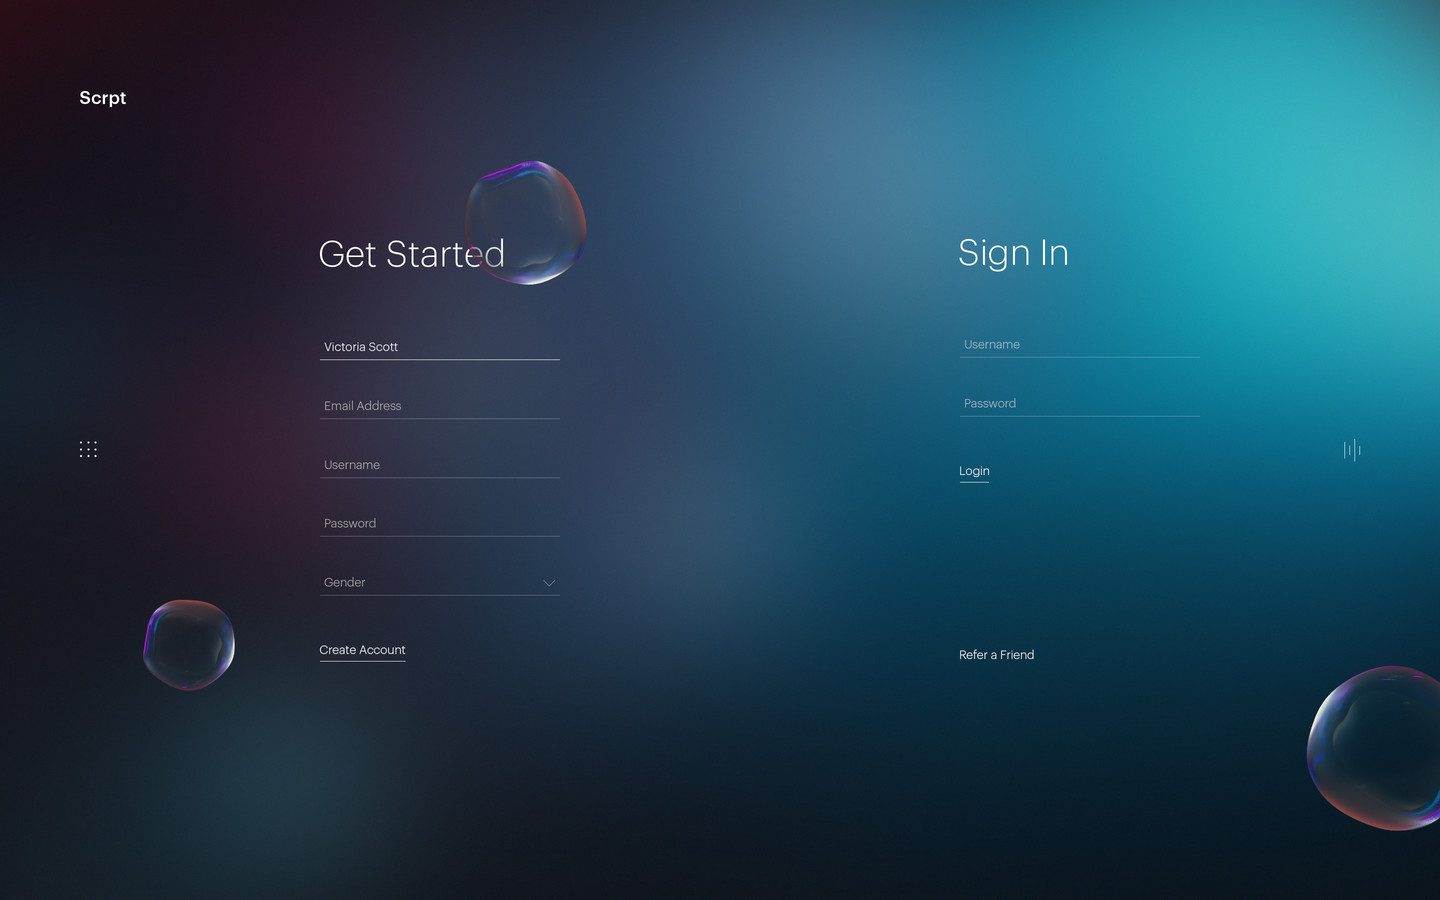 Scrpt
Get Started
Victoria Scott
Email Address
Username
Password
Gender
Create Account
Sign In
Username
Password
Login
Refer a Friend